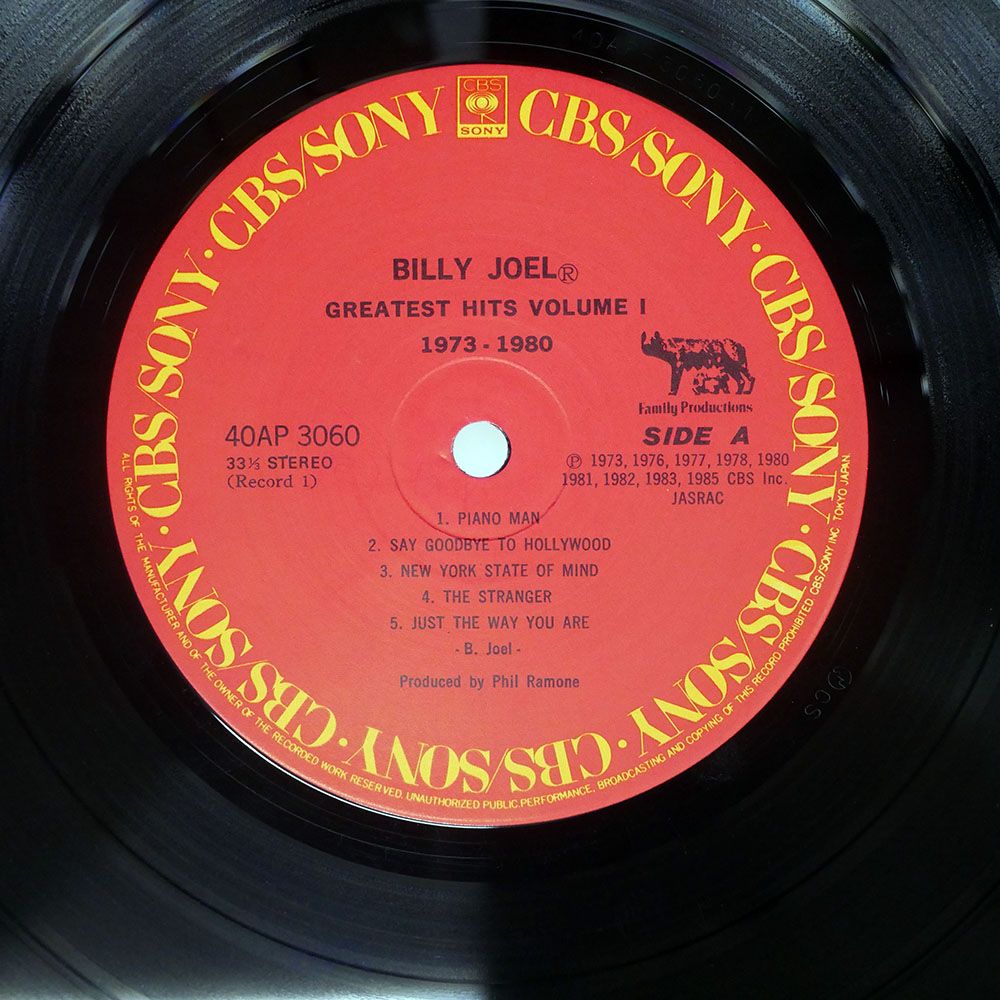 CBS
SONY
CBS/SONY · CBS/SONY · CBS/SONY · CBS/SONY · CBS/SONY · CBS/SONY · CBS/SONY · CBS/SONY
BILLY JOEL®
GREATEST HITS VOLUME I
1973 - 1980
Family Productions
40AP 3060
SIDE A
33⅓ STEREO
(Record 1)
Ⓟ 1973, 1976, 1977, 1978, 1980
1981, 1982, 1983, 1985 CBS Inc.
JASRAC
1. PIANO MAN
2. SAY GOODBYE TO HOLLYWOOD
3. NEW YORK STATE OF MIND
4. THE STRANGER
5. JUST THE WAY YOU ARE
- B. Joel -
Produced by Phil Ramone
ALL RIGHTS OF THE MANUFACTURER AND OF THE OWNER OF THE RECORDED WORK RESERVED. UNAUTHORIZED PUBLIC PERFORMANCE, BROADCASTING AND COPYING OF THIS RECORD PROHIBITED CBS/SONY INC. TOKYO JAPAN.